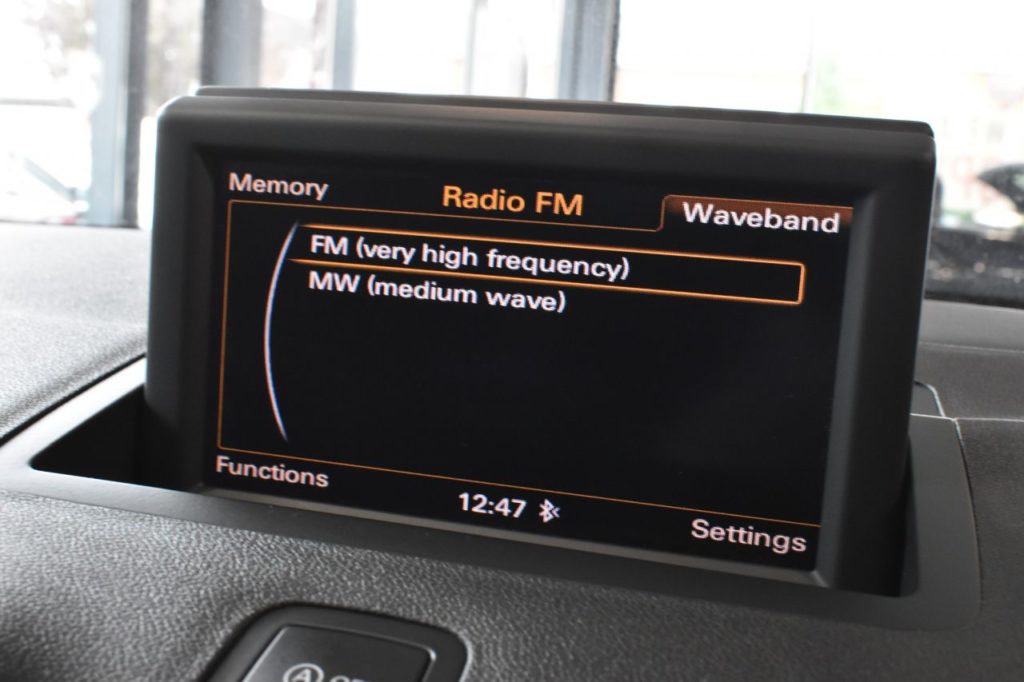 Memory
Radio FM
Waveband
FM (very high frequency)
MW (medium wave)
Functions
12:47
Settings
A